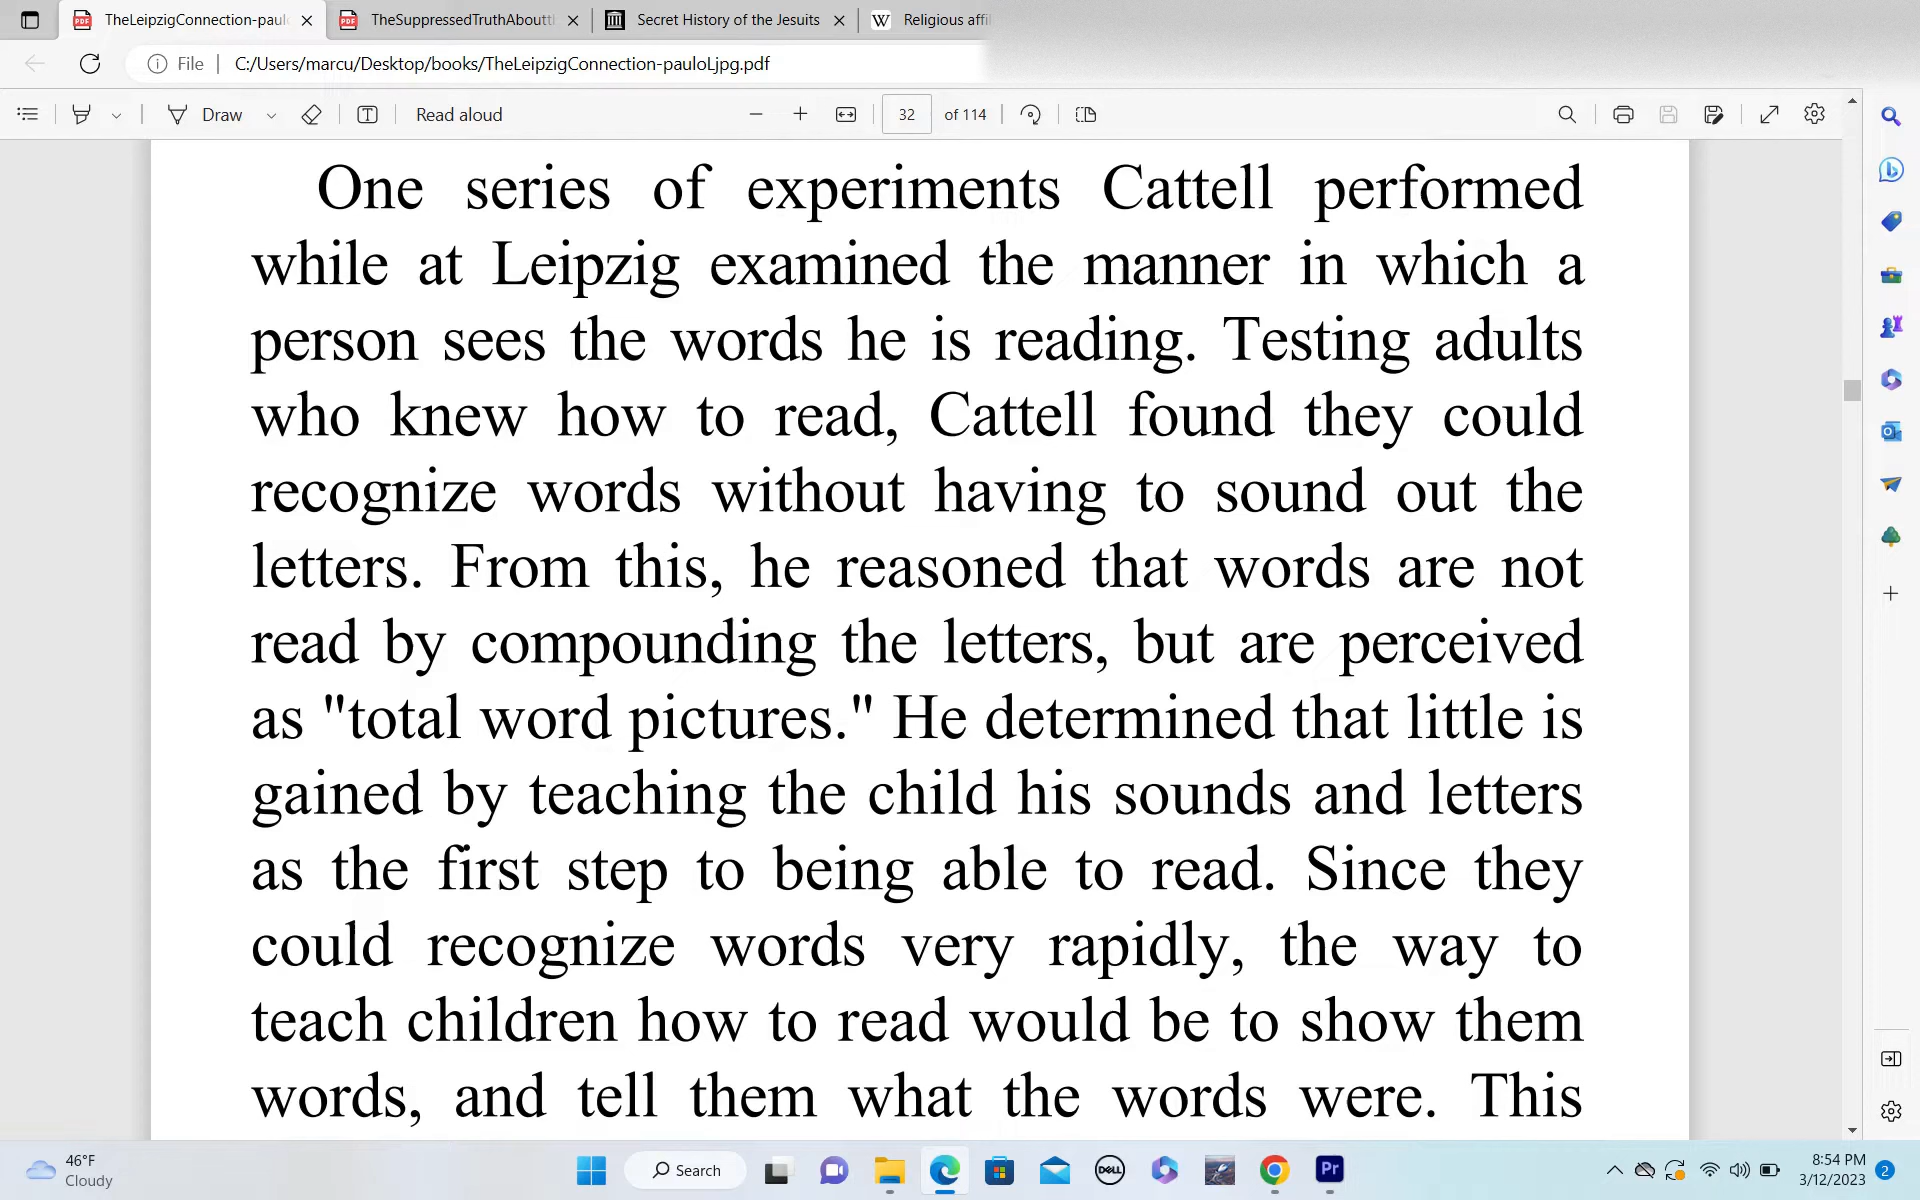 TheLeipzigConnection-paul
TheSuppressedTruthAboutt
Secret History of the Jesuits
W Religious affi
File C:/Users/marcu/Desktop/books/TheLeipzigConnection-pauloLjpg.pdf
Draw Read aloud 32 of 114
One series of experiments Cattell performed
while at Leipzig examined the manner in which a
person sees the words he is reading. Testing adults
who knew how to read, Cattell found they could
recognize words without having to sound out the
letters. From this, he reasoned that words are not
read by compounding the letters, but are perceived
as "total word pictures." He determined that little is
gained by teaching the child his sounds and letters
as the first step to being able to read. Since they
could recognize words very rapidly, the way to
teach children how to read would be to show them
words, and tell them what the words were. This
46°F
Cloudy
Search
DELL
Pr
8:54 PM
3/12/2023
2